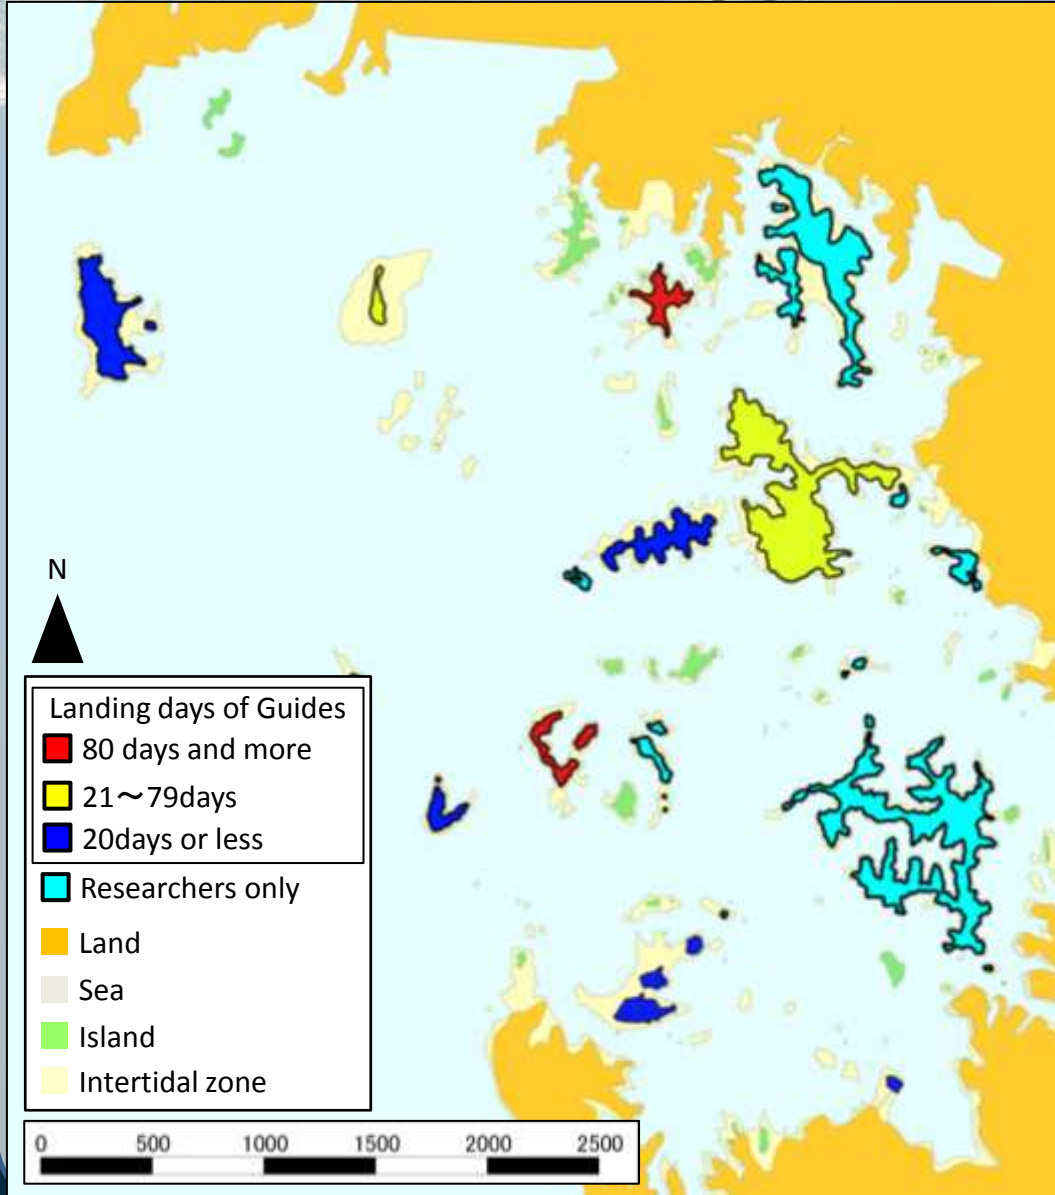 N
Landing days of Guides
80 days and more
21～79days
20days or less
Researchers only
Land
Sea
Island
Intertidal zone
0 500 1000 1500 2000 2500